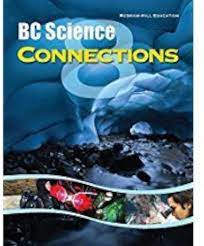 McGRAW-HILL EDUCATION
BC Science
CONNECTIONS
8